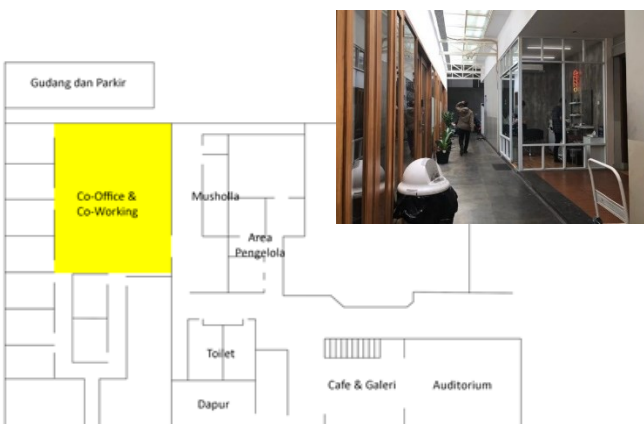 Gudang dan Parkir
Co-Office &
Co-Working
Musholla
Area
Pengelola
Toilet
Dapur
Cafe & Galeri
Auditorium